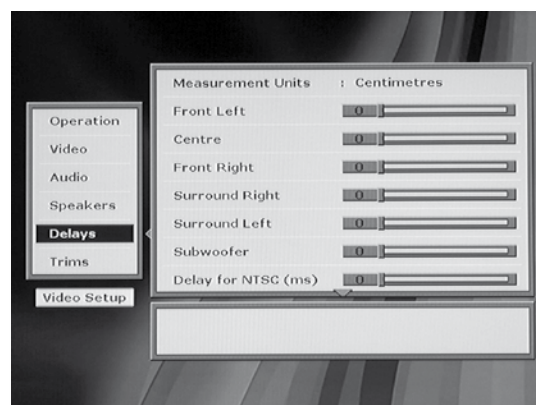 Operation
Video
Audio
Speakers
Delays
Trims
Video Setup
Measurement Units : Centimetres
Front Left 0
Centre 0
Front Right 0
Surround Right 0
Surround Left 0
Subwoofer 0
Delay for NTSC (ms) 0